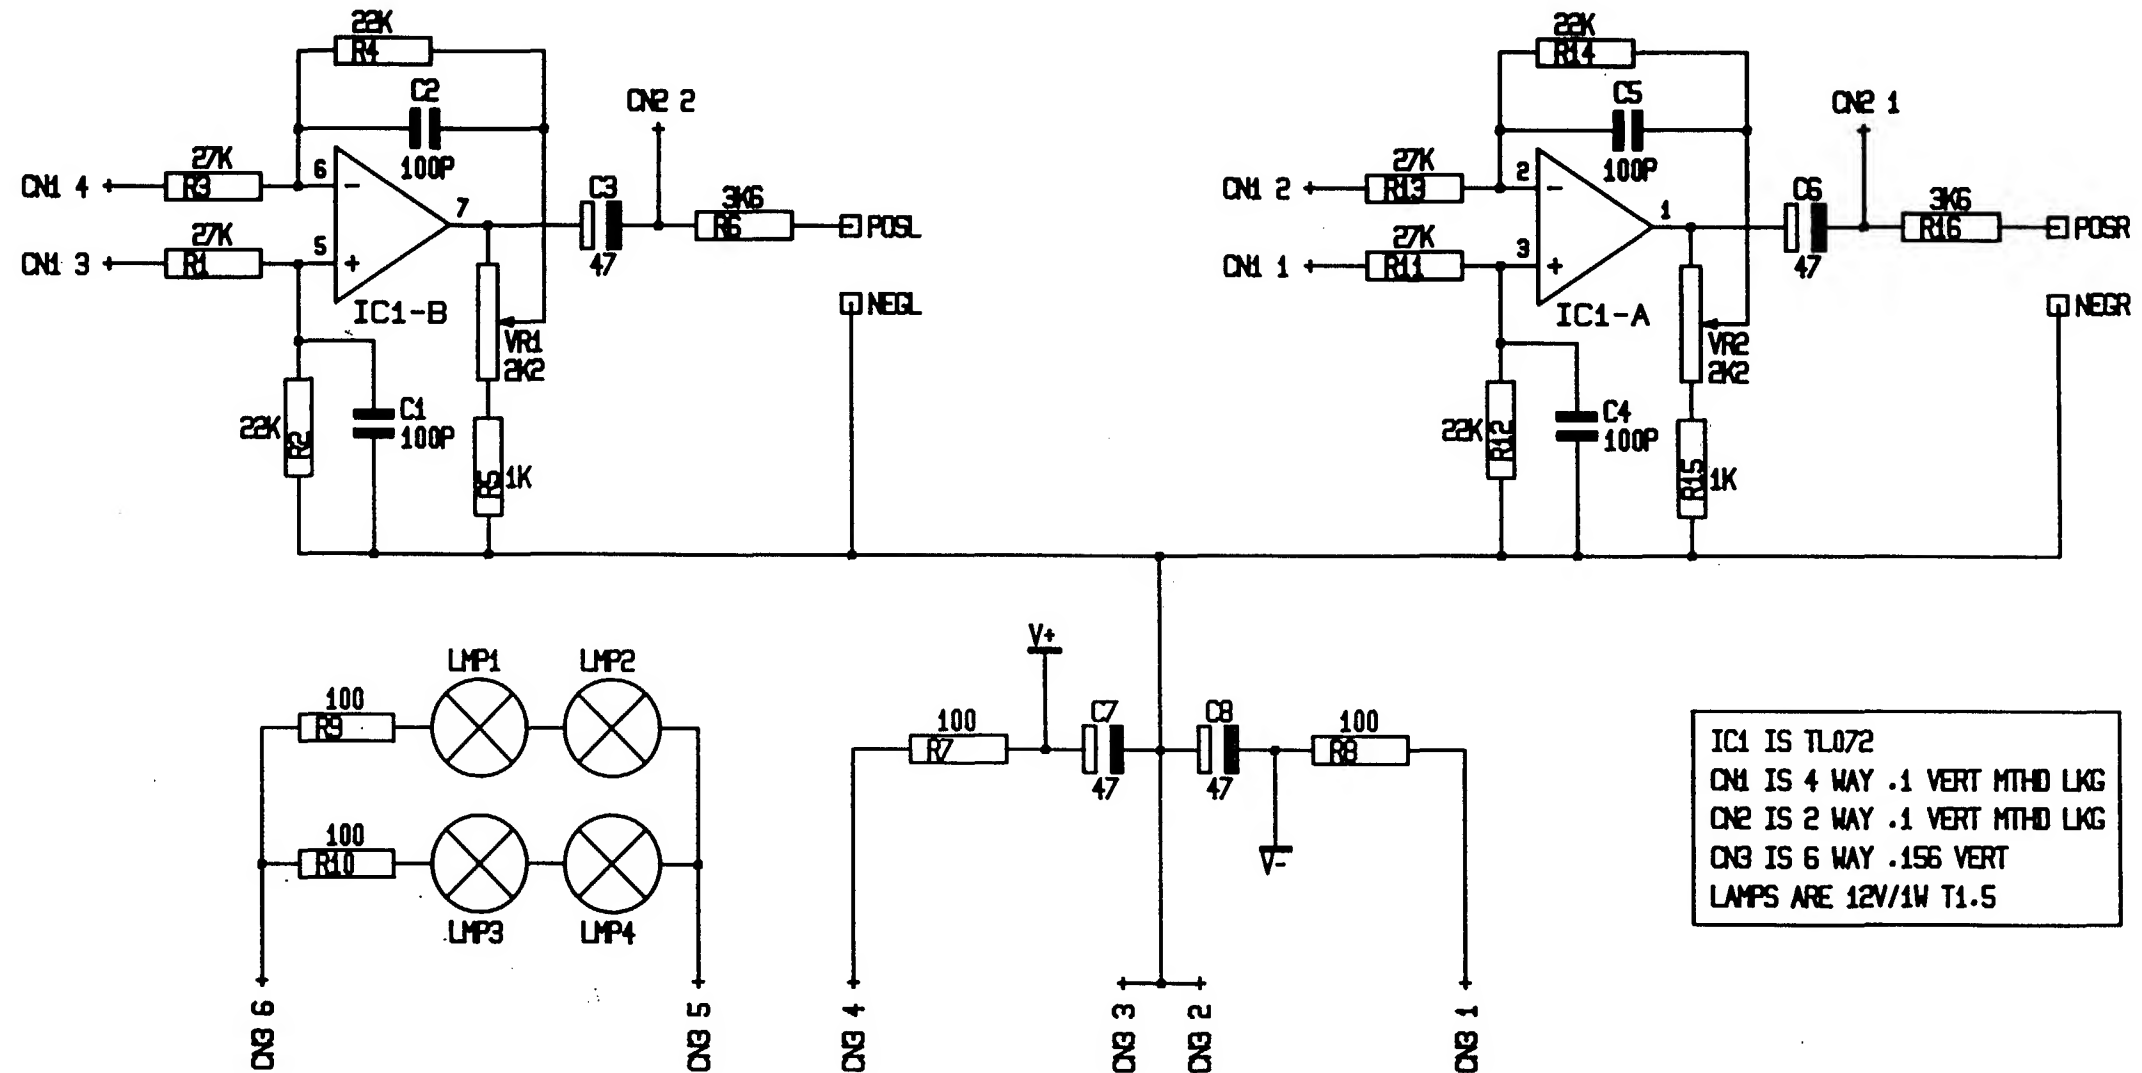 22K
R4
C2
100P
CN2 2
27K
CN1 4
R3
6
7
C3
47
3K6
R6
POSL
27K
CN1 3
R1
5
IC1-B
NEGL
VR1
2K2
22K
R2
C1
100P
R5
1K
22K
R14
C5
100P
CN2 1
27K
CN1 2
R13
2
1
C6
47
3K6
R16
POSR
27K
CN1 1
R11
3
IC1-A
NEGR
VR2
2K2
22K
R12
C4
100P
R15
1K
LMP1
LMP2
100
R9
100
R10
LMP3
LMP4
CN3 6
CN3 5
V+
100
R7
C7
47
C8
47
100
R8
V-
CN3 4
CN3 3
CN3 2
CN3 1
IC1 IS TL072
CN1 IS 4 WAY .1 VERT MTHD LKG
CN2 IS 2 WAY .1 VERT MTHD LKG
CN3 IS 6 WAY .156 VERT
LAMPS ARE 12V/1W T1.5